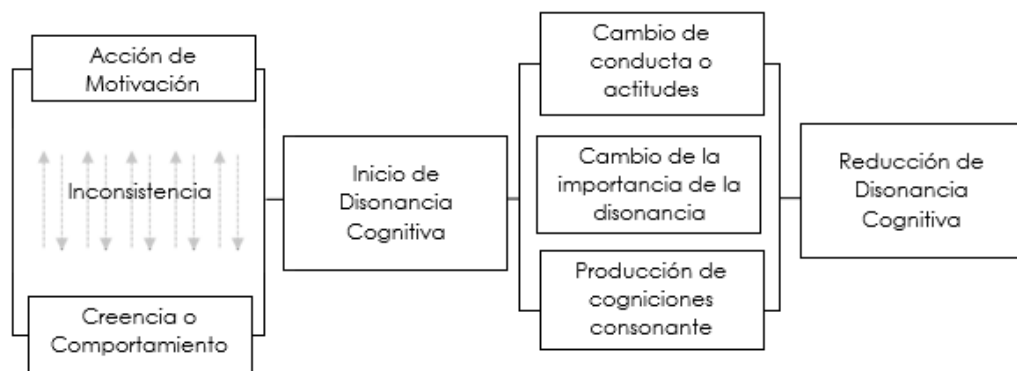 Acción de
Motivación
Inconsistencia
Creencia o
Comportamiento
Inicio de
Disonancia
Cognitiva
Cambio de
conducta o
actitudes
Cambio de la
importancia de la
disonancia
Producción de
cogniciones
consonante
Reducción de
Disonancia
Cognitiva